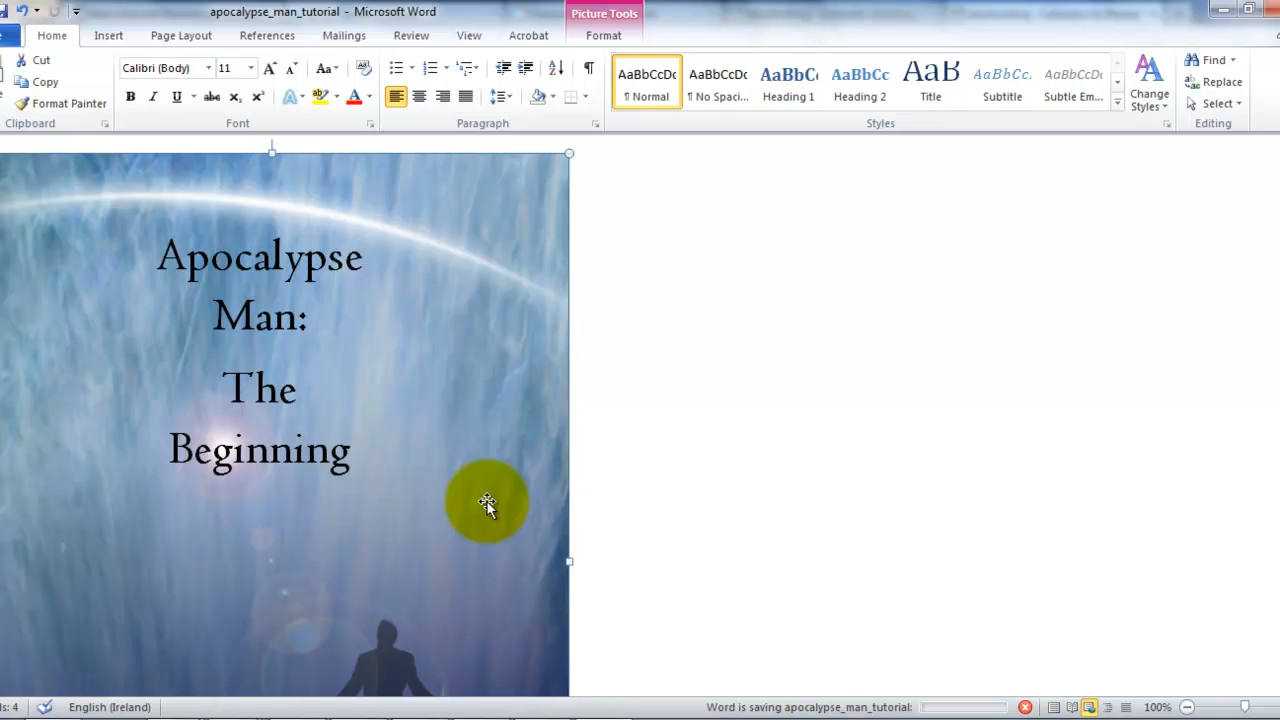 apocalypse_man_tutorial - Microsoft Word
Picture Tools
Home Insert Page Layout References Mailings Review View Acrobat Format
Cut
Copy
Format Painter
Clipboard
Calibri (Body) 11
Font
Paragraph
AaBbCcDc AaBbCcDc AaBbC AaBbCc AaB AaBbCc. AaBbCcDc
¶ Normal ¶ No Spaci... Heading 1 Heading 2 Title Subtitle Subtle Em...
Styles
Change
Styles
Find
Replace
Select
Editing
Apocalypse
Man:
The
Beginning
s: 4 English (Ireland) Word is saving apocalypse_man_tutorial: 100%